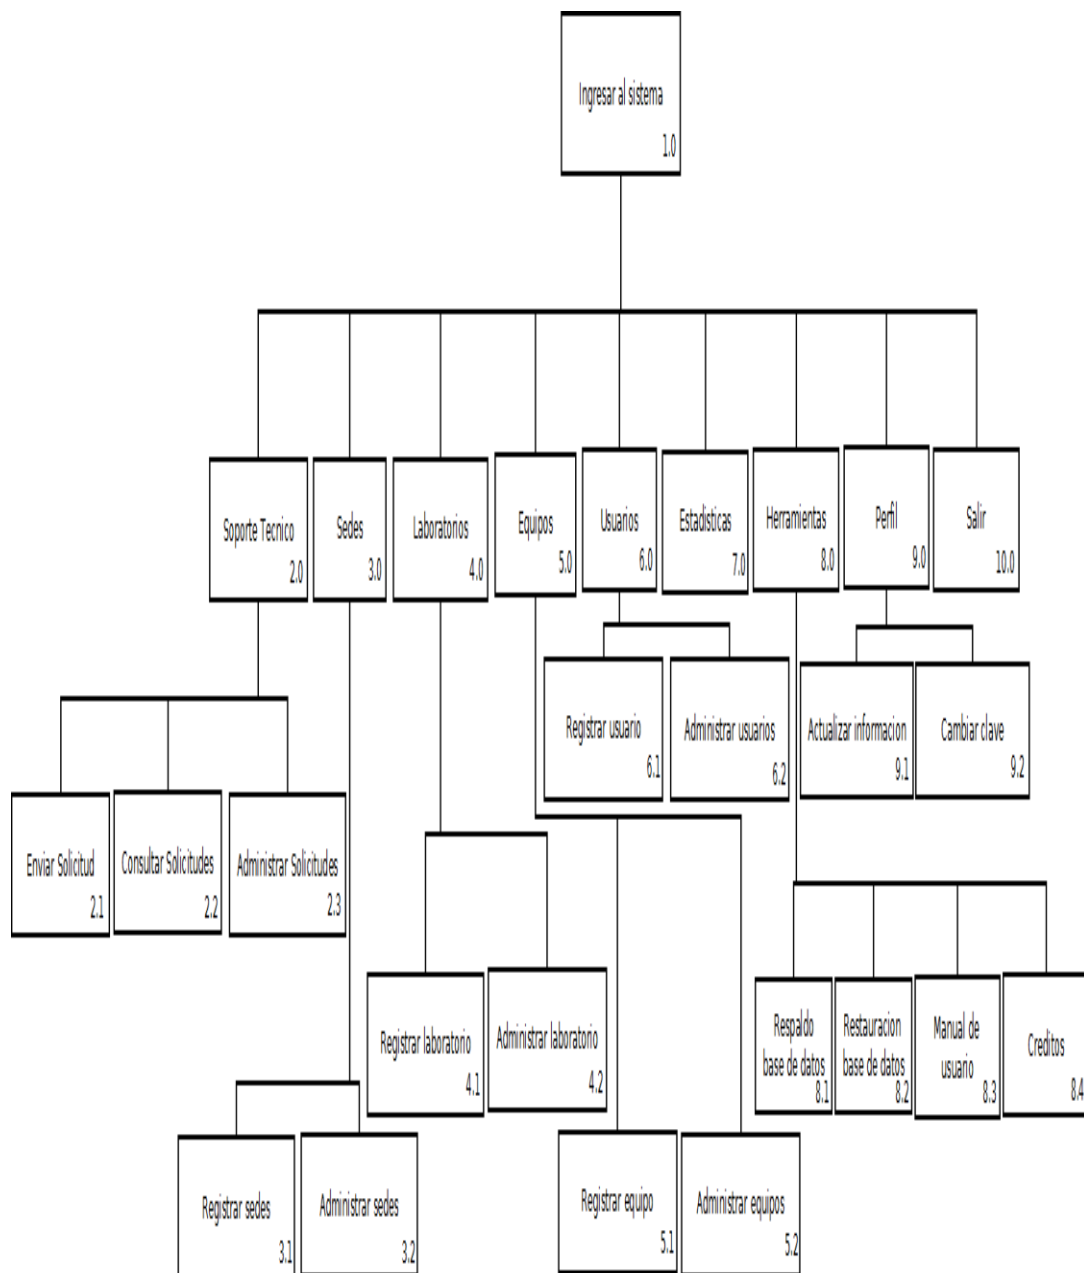 Ingresar al sistema
1.0
Soporte Tecnico
2.0
Sedes
3.0
Laboratorios
4.0
Equipos
5.0
Usuarios
6.0
Estadisticas
7.0
Herramientas
8.0
Perfil
9.0
Salir
10.0
Registrar usuario
6.1
Administrar usuarios
6.2
Actualizar informacion
9.1
Cambiar clave
9.2
Enviar Solicitud
2.1
Consultar Solicitudes
2.2
Administrar Solicitudes
2.3
Registrar laboratorio
4.1
Administrar laboratorio
4.2
Respaldo
base de datos
8.1
Restauracion
base de datos
8.2
Manual de
usuario
8.3
Creditos
8.4
Registrar sedes
3.1
Administrar sedes
3.2
Registrar equipo
5.1
Administrar equipos
5.2